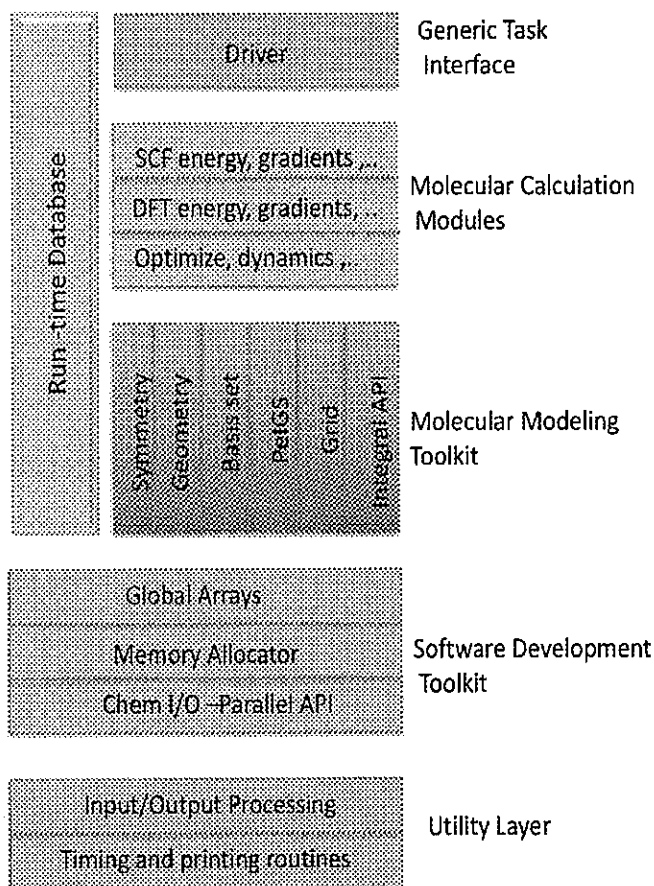 Run-time Database
Driver
Generic Task
Interface
SCF energy, gradients ,..
DFT energy, gradients, ..
Optimize, dynamics ,..
Molecular Calculation
Modules
Symmetry
Geometry
Basis set
PeIGS
Grid
Integral API
Molecular Modeling
Toolkit
Global Arrays
Memory Allocator
Chem I/O –Parallel API
Software Development
Toolkit
Input/Output Processing
Timing and printing routines
Utility Layer